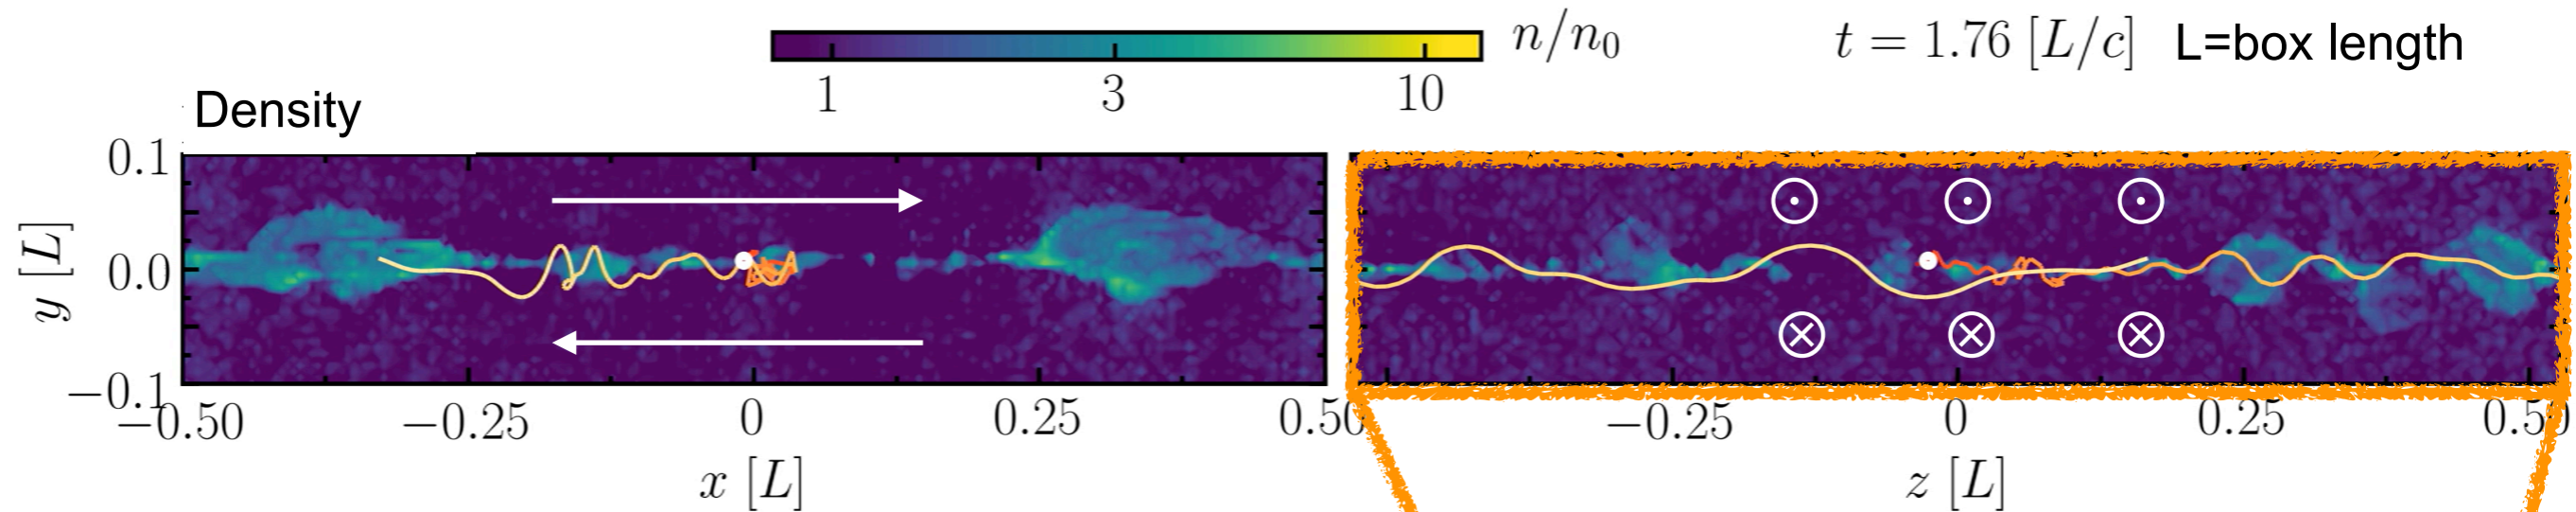 n/n₀
t = 1.76 [L/c] L=box length
1 3 10
Density
0.1
0.0
−0.1
y [L]
−0.50 −0.25 0 0.25 0.50
−0.25 0 0.25 0.50
x [L]
z [L]